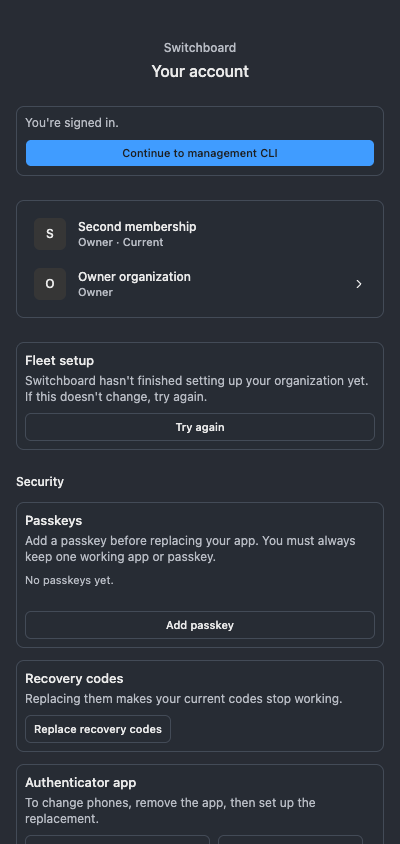 Switchboard
Your account
You're signed in.
Continue to management CLI
S
Second membership
Owner · Current
O
Owner organization
Owner
Fleet setup
Switchboard hasn't finished setting up your organization yet.
If this doesn't change, try again.
Try again
Security
Passkeys
Add a passkey before replacing your app. You must always
keep one working app or passkey.
No passkeys yet.
Add passkey
Recovery codes
Replacing them makes your current codes stop working.
Replace recovery codes
Authenticator app
To change phones, remove the app, then set up the
replacement.